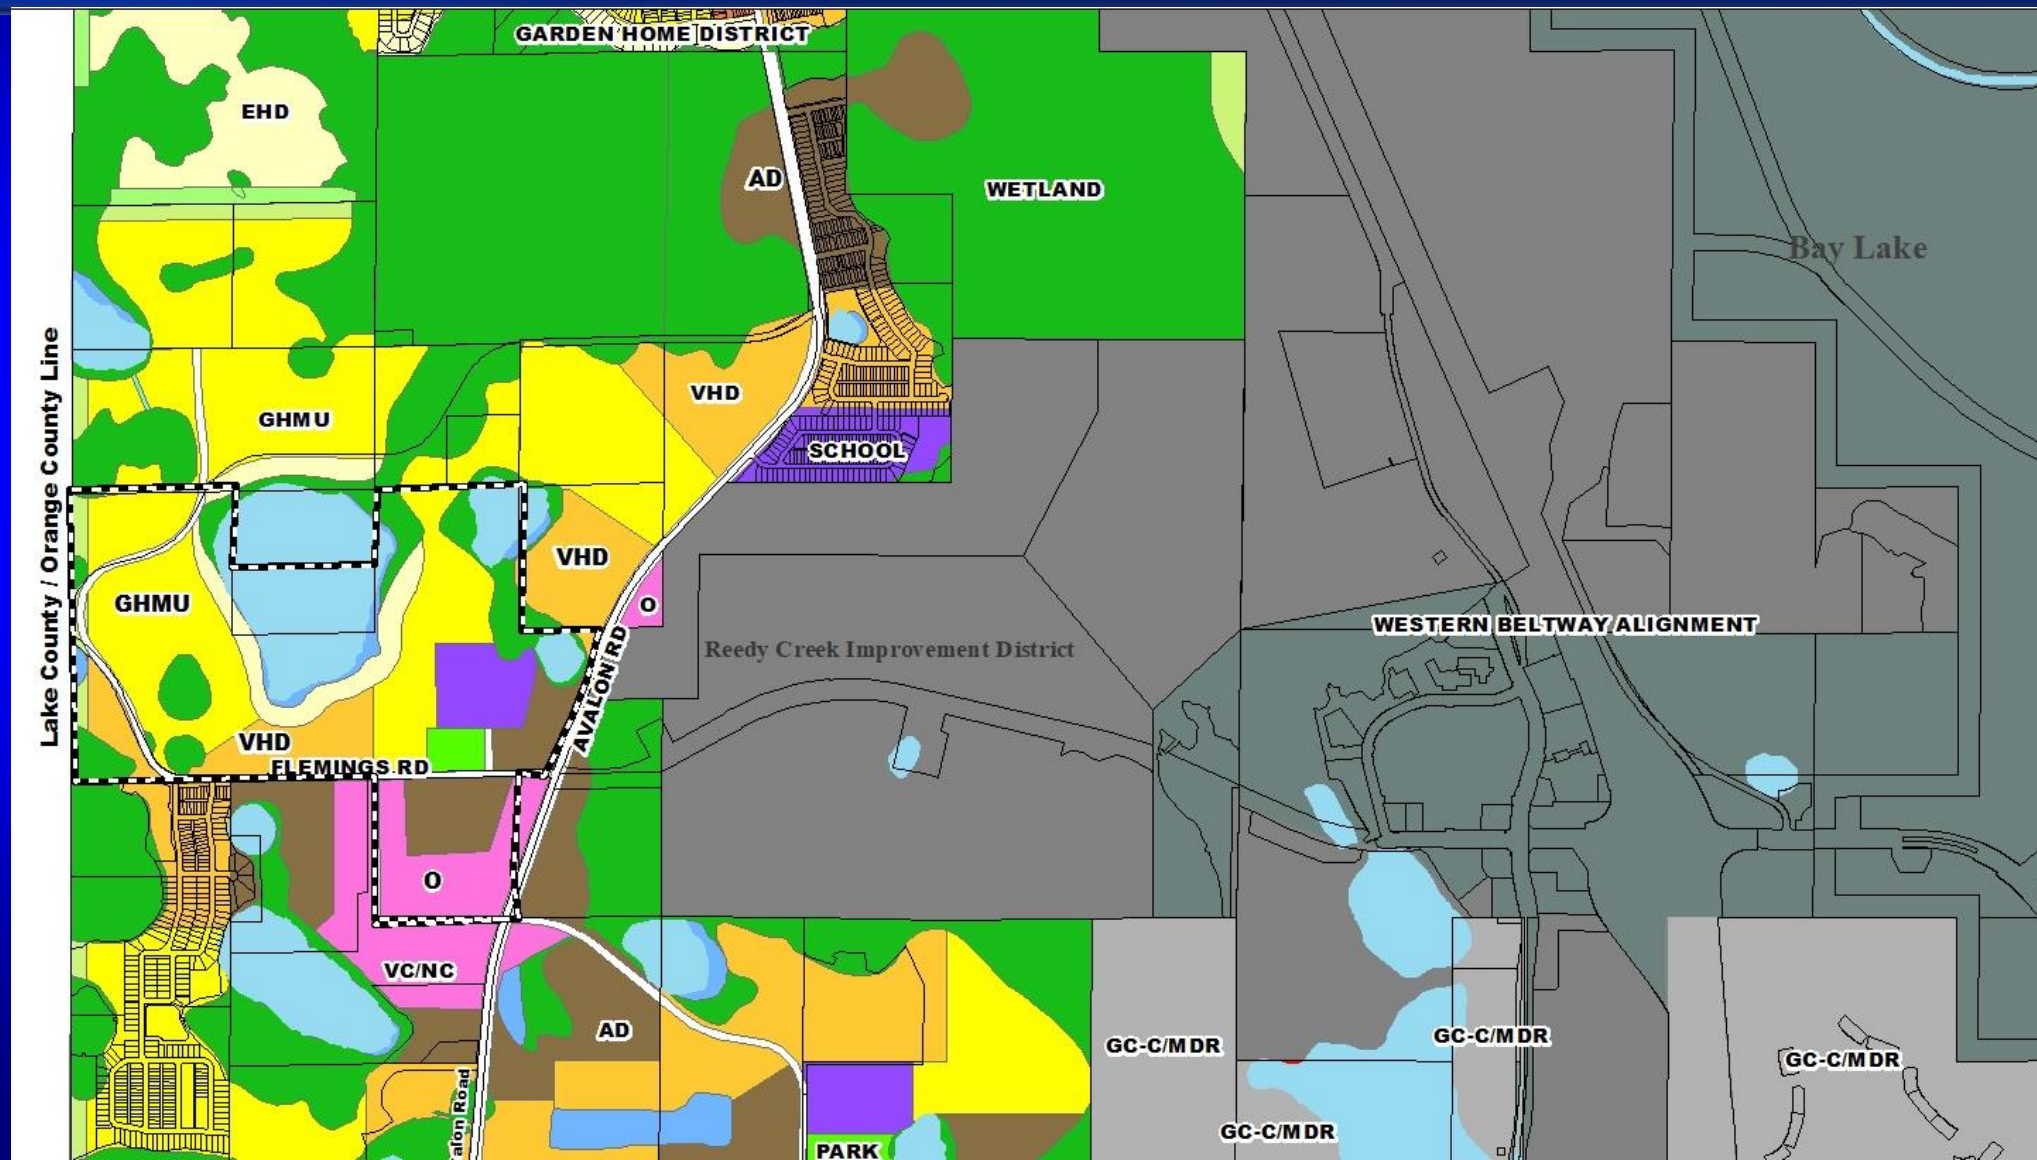 GARDEN HOME DISTRICT
EHD
AD
WETLAND
Bay Lake
Lake County / Orange County Line
VHD
GHMU
SCHOOL
VHD
GHMU
O
WESTERN BELTWAY ALIGNMENT
Reedy Creek Improvement District
AVALON RD
VHD
FLEMINGS RD
O
VC/NC
AD
GC-C/MDR
GC-C/MDR
GC-C/MDR
alon Road
GC-C/MDR
PARK